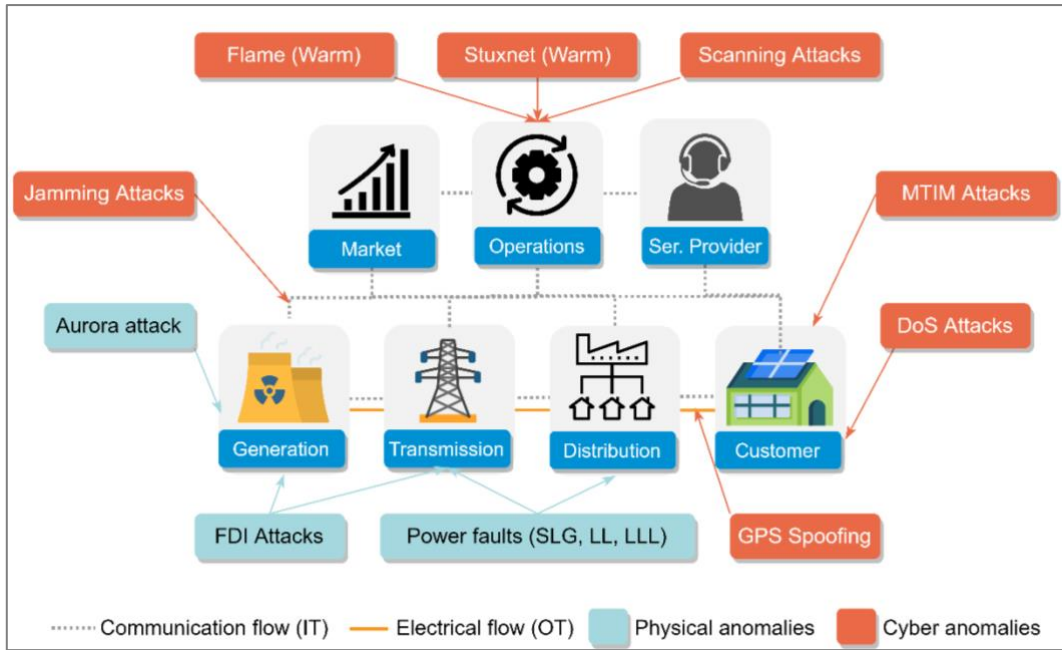 Flame (Warm)
Stuxnet (Warm)
Scanning Attacks
Jamming Attacks
MTIM Attacks
Market
Operations
Ser. Provider
Aurora attack
DoS Attacks
Generation
Transmission
Distribution
Customer
FDI Attacks
Power faults (SLG, LL, LLL)
GPS Spoofing
Communication flow (IT)
Electrical flow (OT)
Physical anomalies
Cyber anomalies